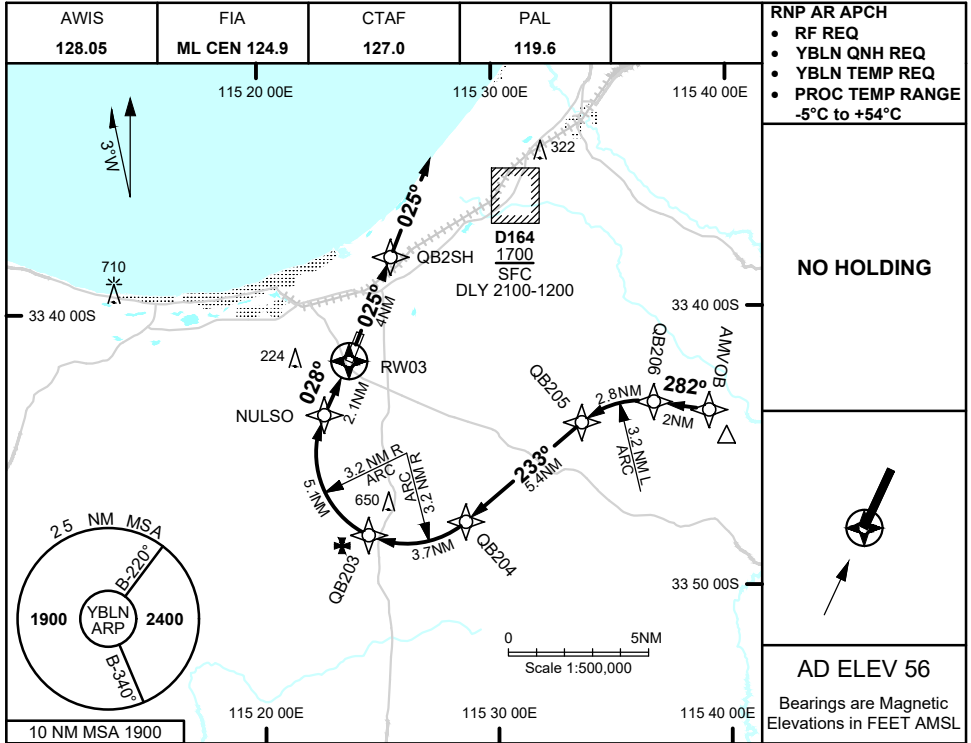 AWIS
128.05
FIA
ML CEN 124.9
CTAF
127.0
PAL
119.6
RNP AR APCH
• RF REQ
• YBLN QNH REQ
• YBLN TEMP REQ
• PROC TEMP RANGE
-5°C to +54°C
NO HOLDING
AD ELEV 56
Bearings are Magnetic
Elevations in FEET AMSL
115 20 00E
115 30 00E
115 40 00E
3°W
322
025°
D164
1700
SFC
DLY 2100-1200
QB2SH
710
33 40 00S
33 40 00S
025°
4NM
224
RW03
028°
2.1NM
NULSO
QB205
2.8NM
QB206
282°
2NM
AMVOB
3.2 NM L
ARC
233°
5.4NM
3.2 NM R
ARC
3.2 NM R
ARC
5.1NM
650
3.7NM
QB204
QB203
33 50 00S
25 NM MSA
B-220°
1900
YBLN
ARP
2400
B-340°
0 5NM
Scale 1:500,000
10 NM MSA 1900
115 20 00E
115 30 00E
115 40 00E